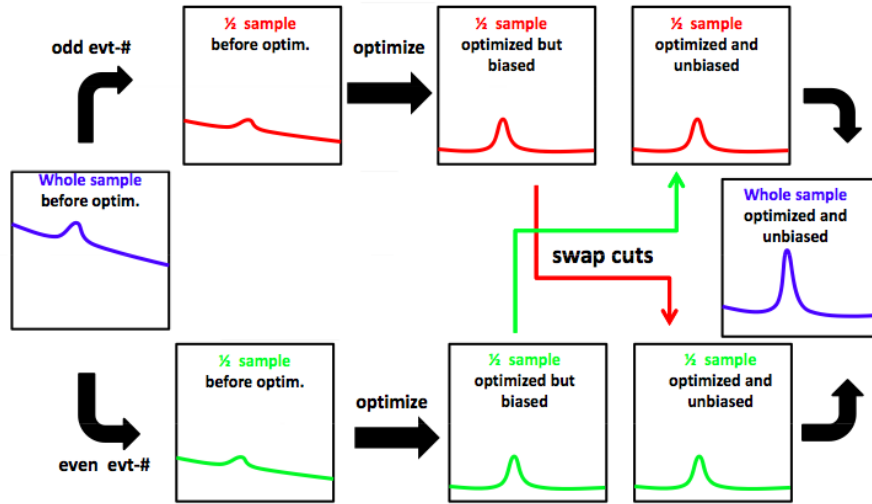 odd evt-#
½ sample
before optim.
optimize
½ sample
optimized but
biased
½ sample
optimized and
unbiased
Whole sample
before optim.
swap cuts
Whole sample
optimized and
unbiased
even evt-#
½ sample
before optim.
optimize
½ sample
optimized but
biased
½ sample
optimized and
unbiased